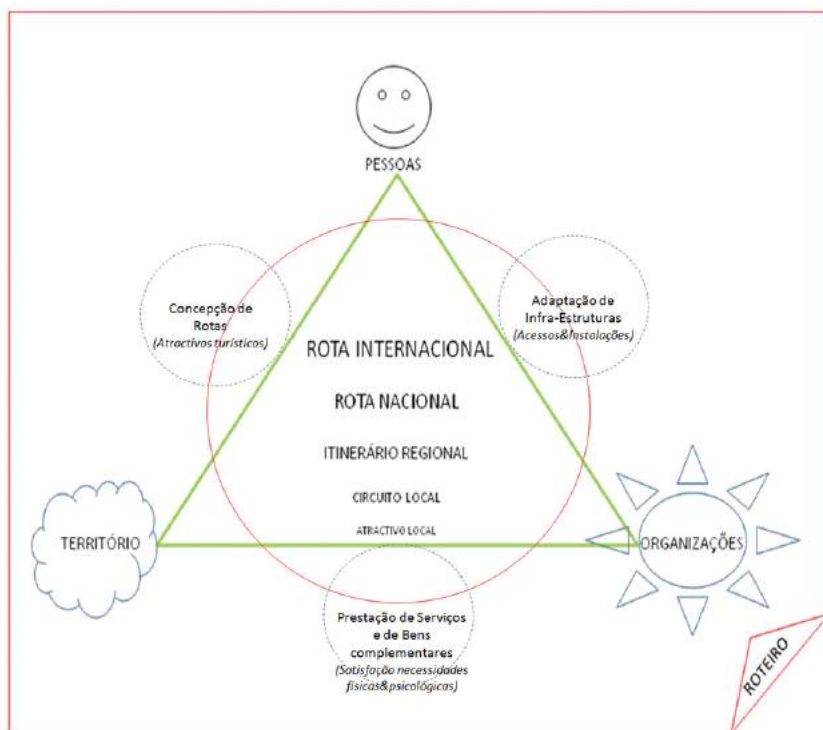 PESSOAS
Concepção de
Rotas
(Atractivos turísticos)
Adaptação de
Infra-Estruturas
(Acessos&Instalações)
ROTA INTERNACIONAL
ROTA NACIONAL
ITINERÁRIO REGIONAL
CIRCUITO LOCAL
ATRACTIVO LOCAL
TERRITÓRIO
ORGANIZAÇÕES
Prestação de Serviços
e de Bens
complementares
(Satisfação necessidades
físicas&psicológicas)
ROTEIRO